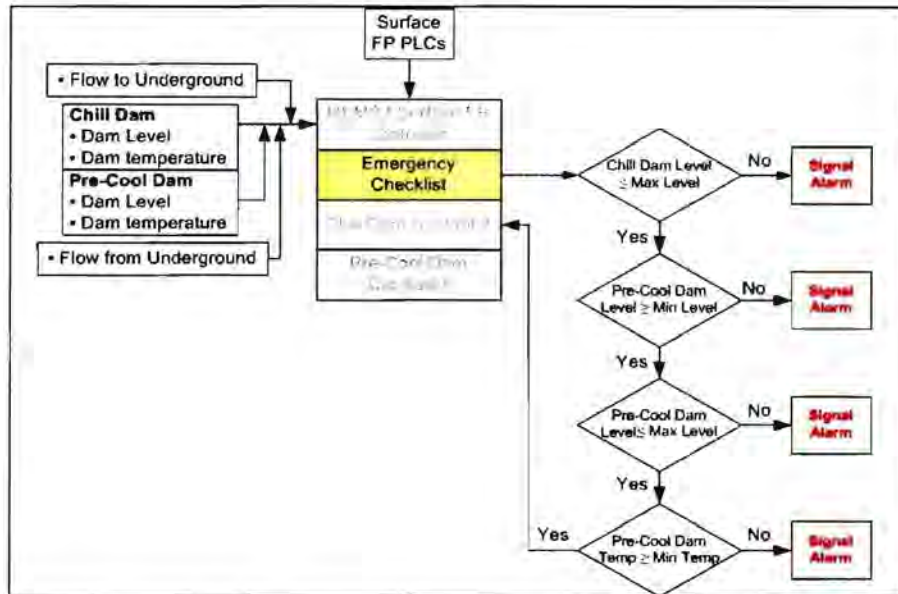 Surface
FP PLCs
• Flow to Underground
Chill Dam
• Dam Level
• Dam temperature
Pre-Cool Dam
• Dam Level
• Dam temperature
• Flow from Underground
Emergency
Checklist
Pre-Cool Dam
Chill Dam Level
≤ Max Level
No
Signal
Alarm
Yes
Pre-Cool Dam
Level ≥ Min Level
No
Signal
Alarm
Yes
Pre-Cool Dam
Level≤ Max Level
No
Signal
Alarm
Yes
Pre-Cool Dam
Temp ≥ Min Temp
No
Signal
Alarm
Yes